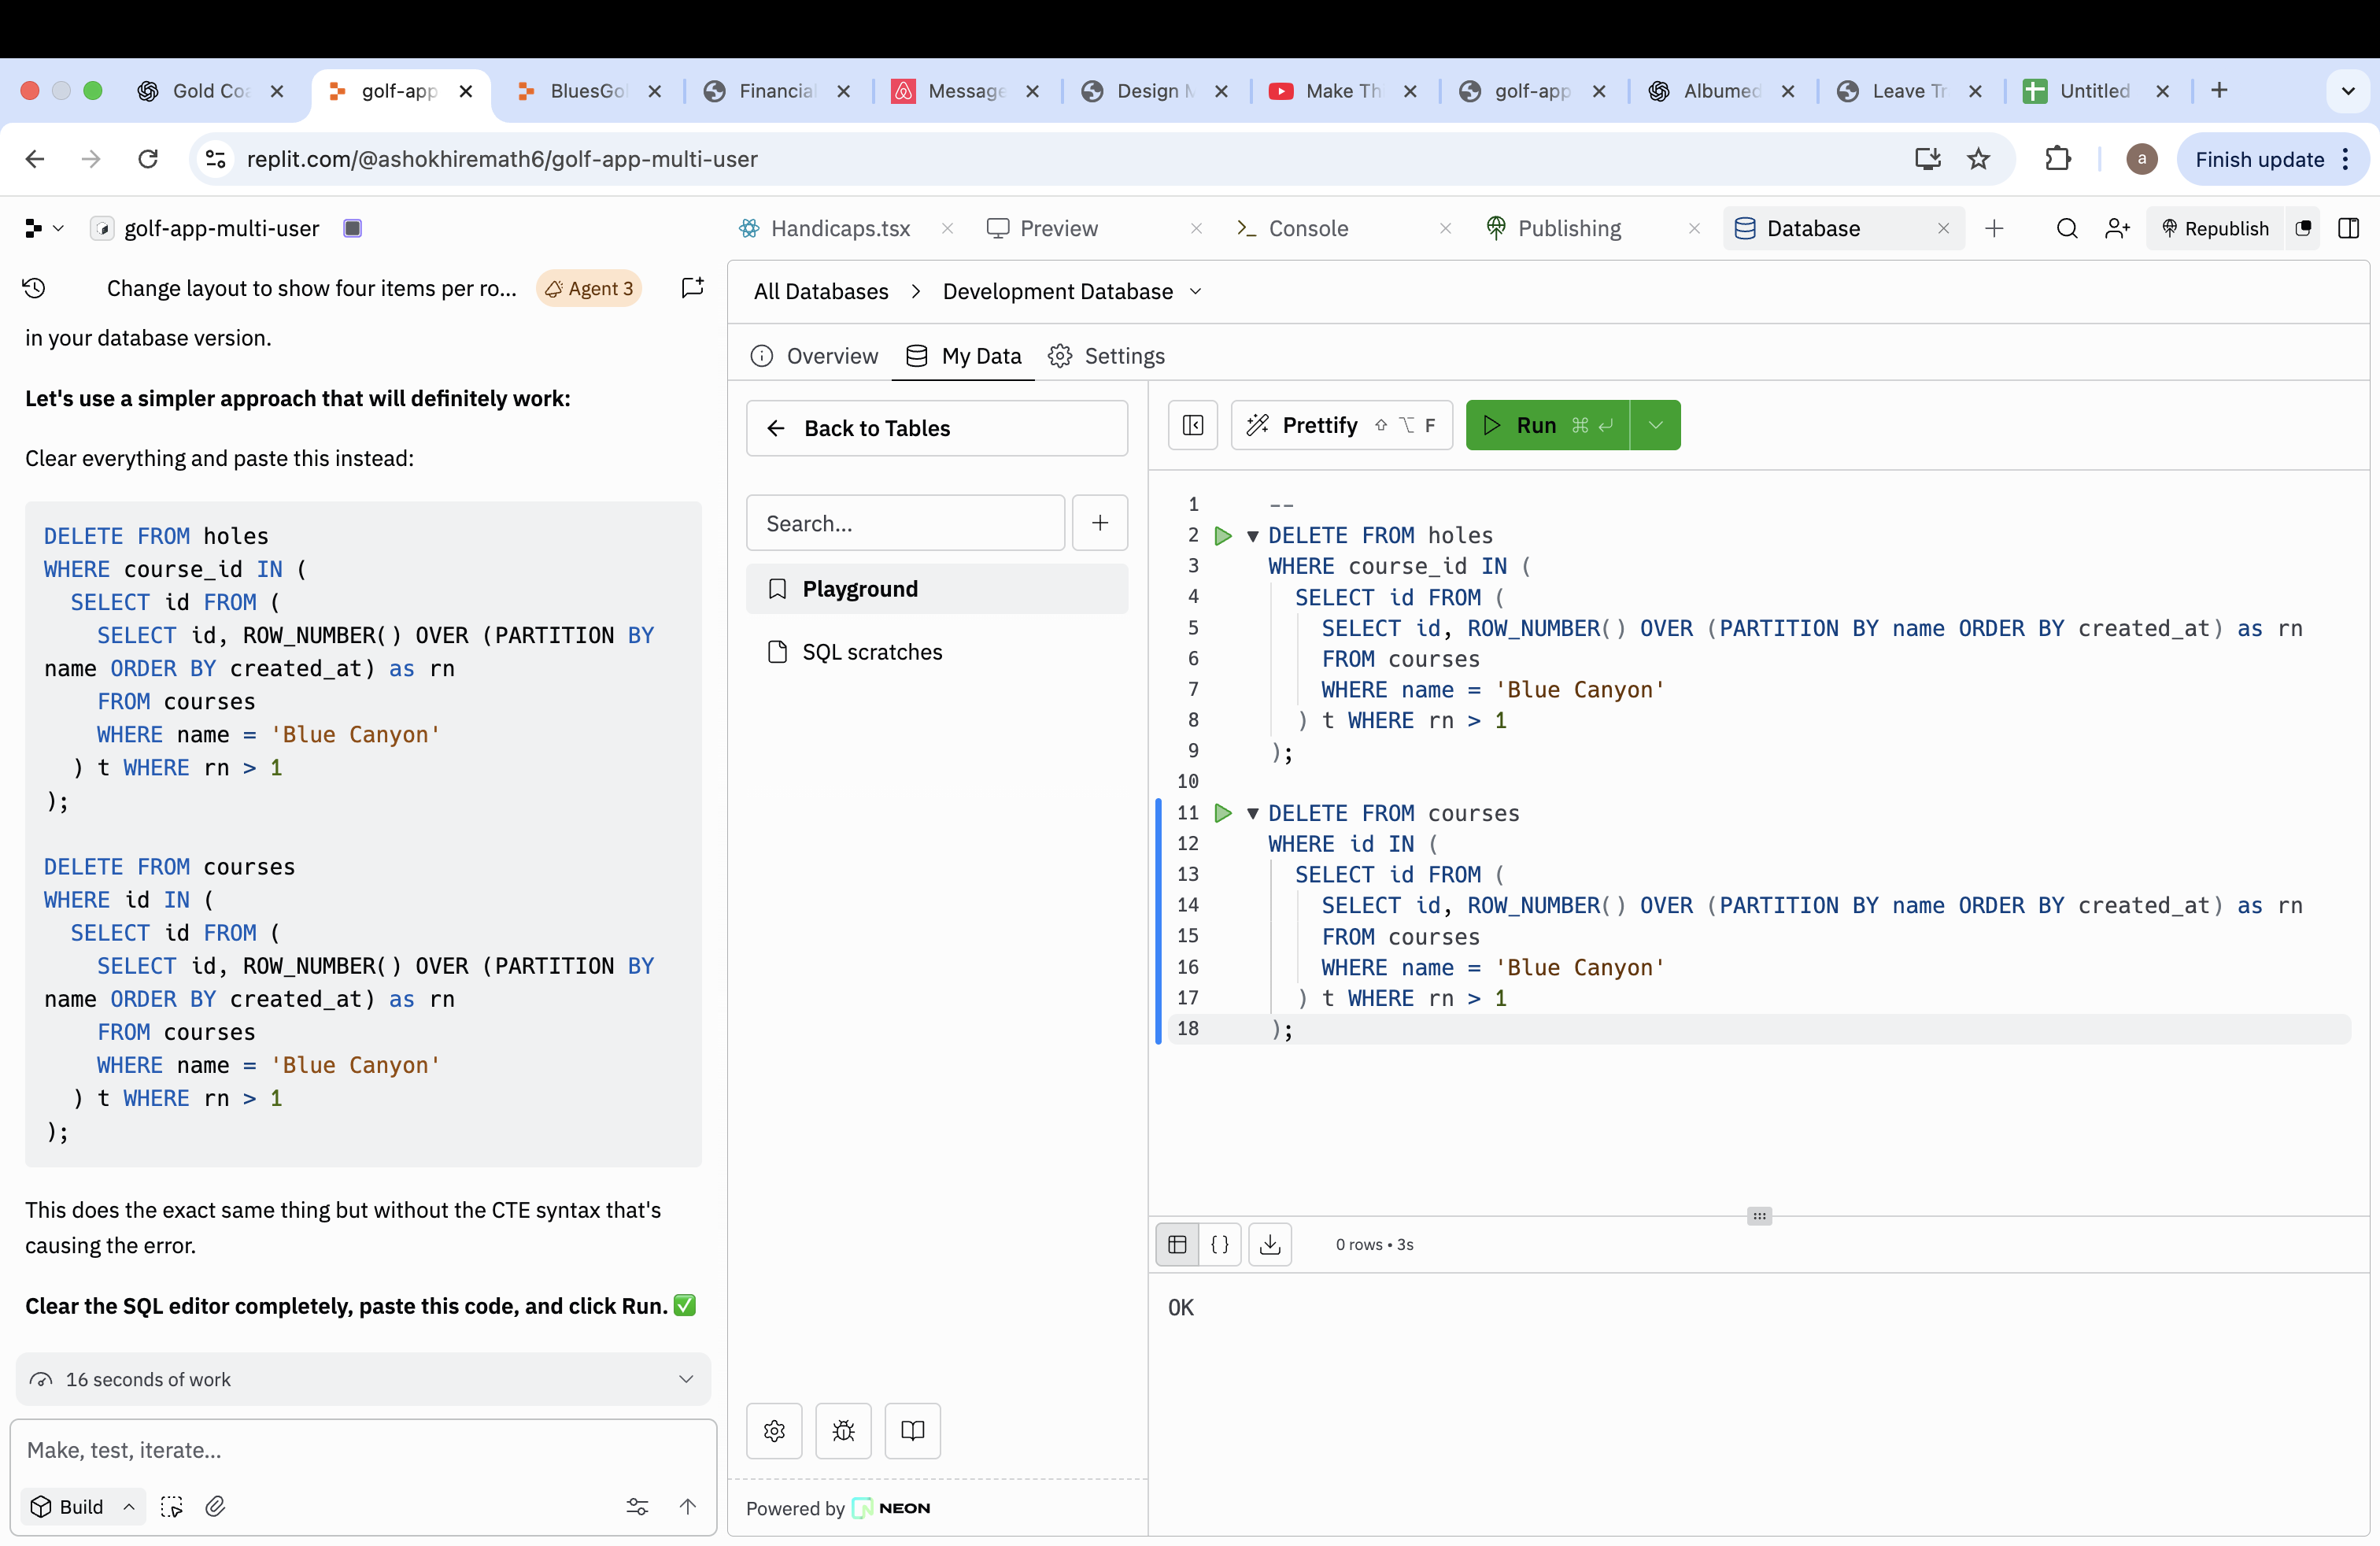 Gold Coa
golf-app
BluesGol
Financial
Message
Design M
Make Th
golf-app
Albumed
Leave Tr
Untitled
replit.com/@ashokhiremath6/golf-app-multi-user
a
Finish update
golf-app-multi-user
Handicaps.tsx
Preview
Console
Publishing
Database
Republish
Change layout to show four items per ro...
Agent 3
in your database version.
Let's use a simpler approach that will definitely work:
Clear everything and paste this instead:
DELETE FROM holes
WHERE course_id IN (
SELECT id FROM (
SELECT id, ROW_NUMBER() OVER (PARTITION BY
name ORDER BY created_at) as rn
FROM courses
WHERE name = 'Blue Canyon'
) t WHERE rn > 1
);
DELETE FROM courses
WHERE id IN (
SELECT id FROM (
SELECT id, ROW_NUMBER() OVER (PARTITION BY
name ORDER BY created_at) as rn
FROM courses
WHERE name = 'Blue Canyon'
) t WHERE rn > 1
);
This does the exact same thing but without the CTE syntax that's
causing the error.
Clear the SQL editor completely, paste this code, and click Run. ✅
16 seconds of work
Make, test, iterate...
Build
All Databases > Development Database
Overview
My Data
Settings
Back to Tables
Search...
Playground
SQL scratches
Powered by NEON
Prettify ⇧ ⌥ F
Run ⌘ ↵
1 --
2 DELETE FROM holes
3 WHERE course_id IN (
4 SELECT id FROM (
5 SELECT id, ROW_NUMBER() OVER (PARTITION BY name ORDER BY created_at) as rn
6 FROM courses
7 WHERE name = 'Blue Canyon'
8 ) t WHERE rn > 1
9 );
10
11 DELETE FROM courses
12 WHERE id IN (
13 SELECT id FROM (
14 SELECT id, ROW_NUMBER() OVER (PARTITION BY name ORDER BY created_at) as rn
15 FROM courses
16 WHERE name = 'Blue Canyon'
17 ) t WHERE rn > 1
18 );
{ }
0 rows • 3s
OK